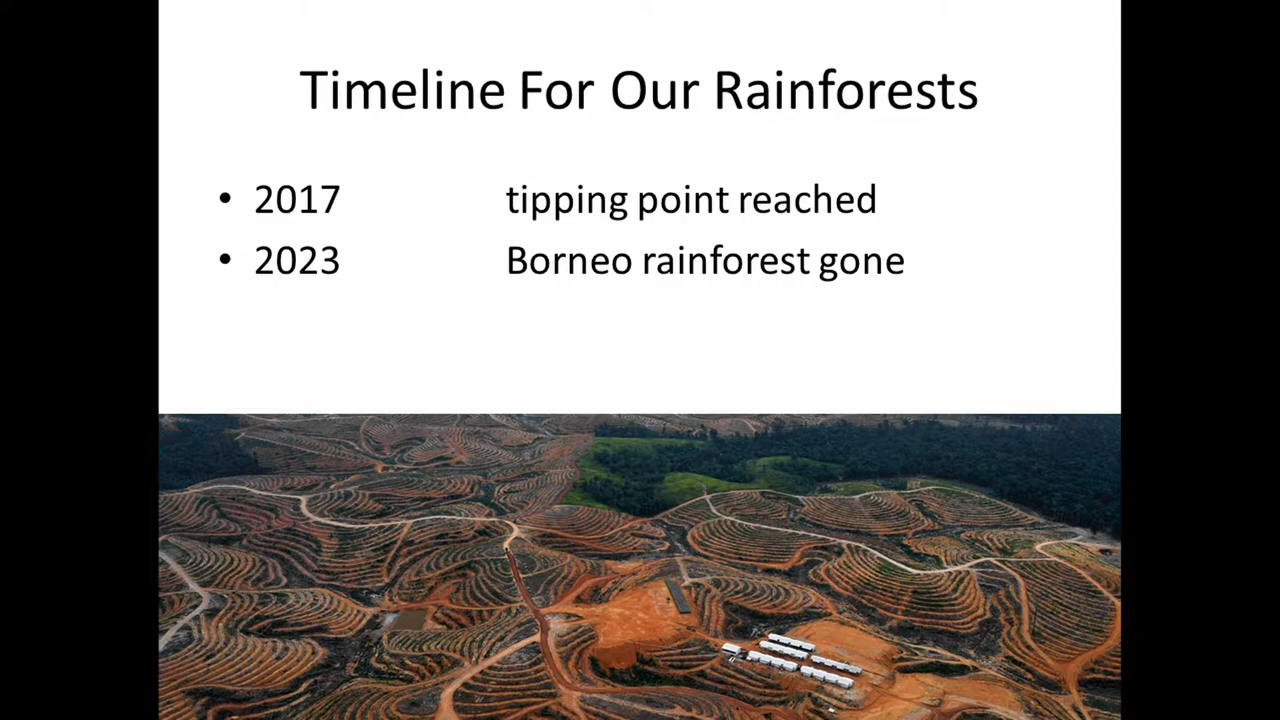 Timeline For Our Rainforests
• 2017 tipping point reached
• 2023 Borneo rainforest gone